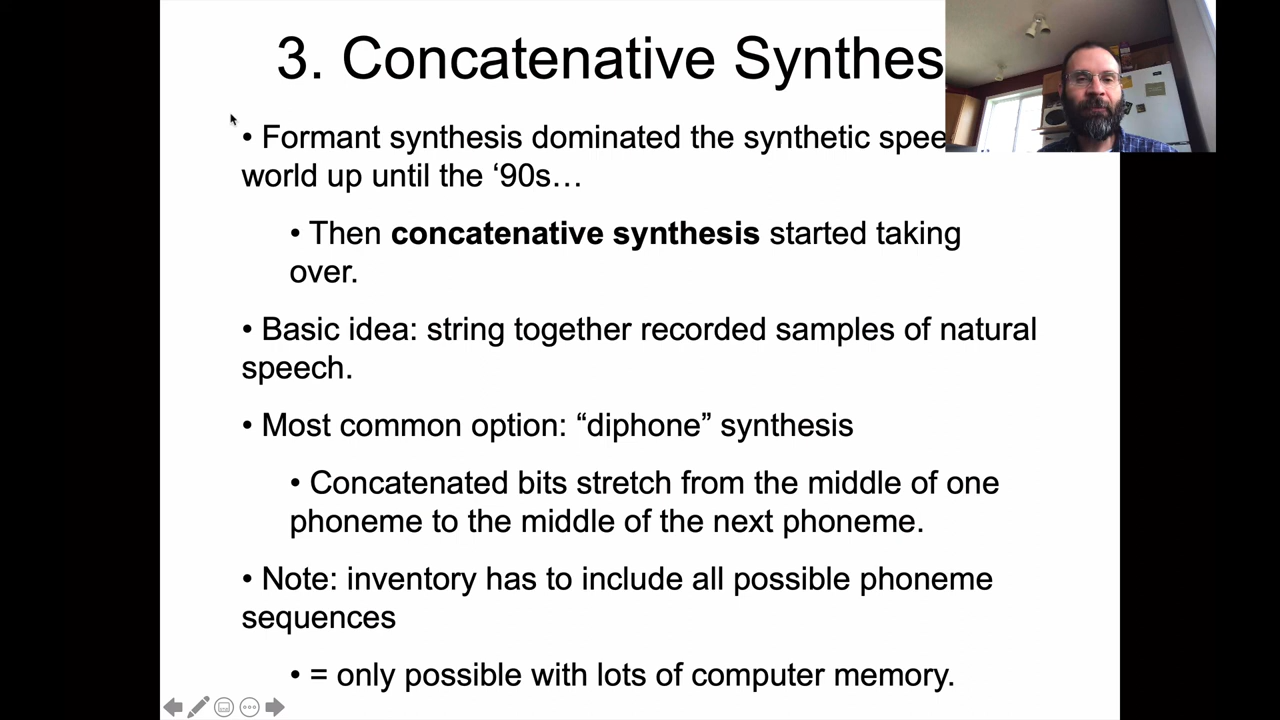 3. Concatenative Synthes
• Formant synthesis dominated the synthetic spee
world up until the ‘90s…
• Then concatenative synthesis started taking
over.
• Basic idea: string together recorded samples of natural
speech.
• Most common option: “diphone” synthesis
• Concatenated bits stretch from the middle of one
phoneme to the middle of the next phoneme.
• Note: inventory has to include all possible phoneme
sequences
• = only possible with lots of computer memory.